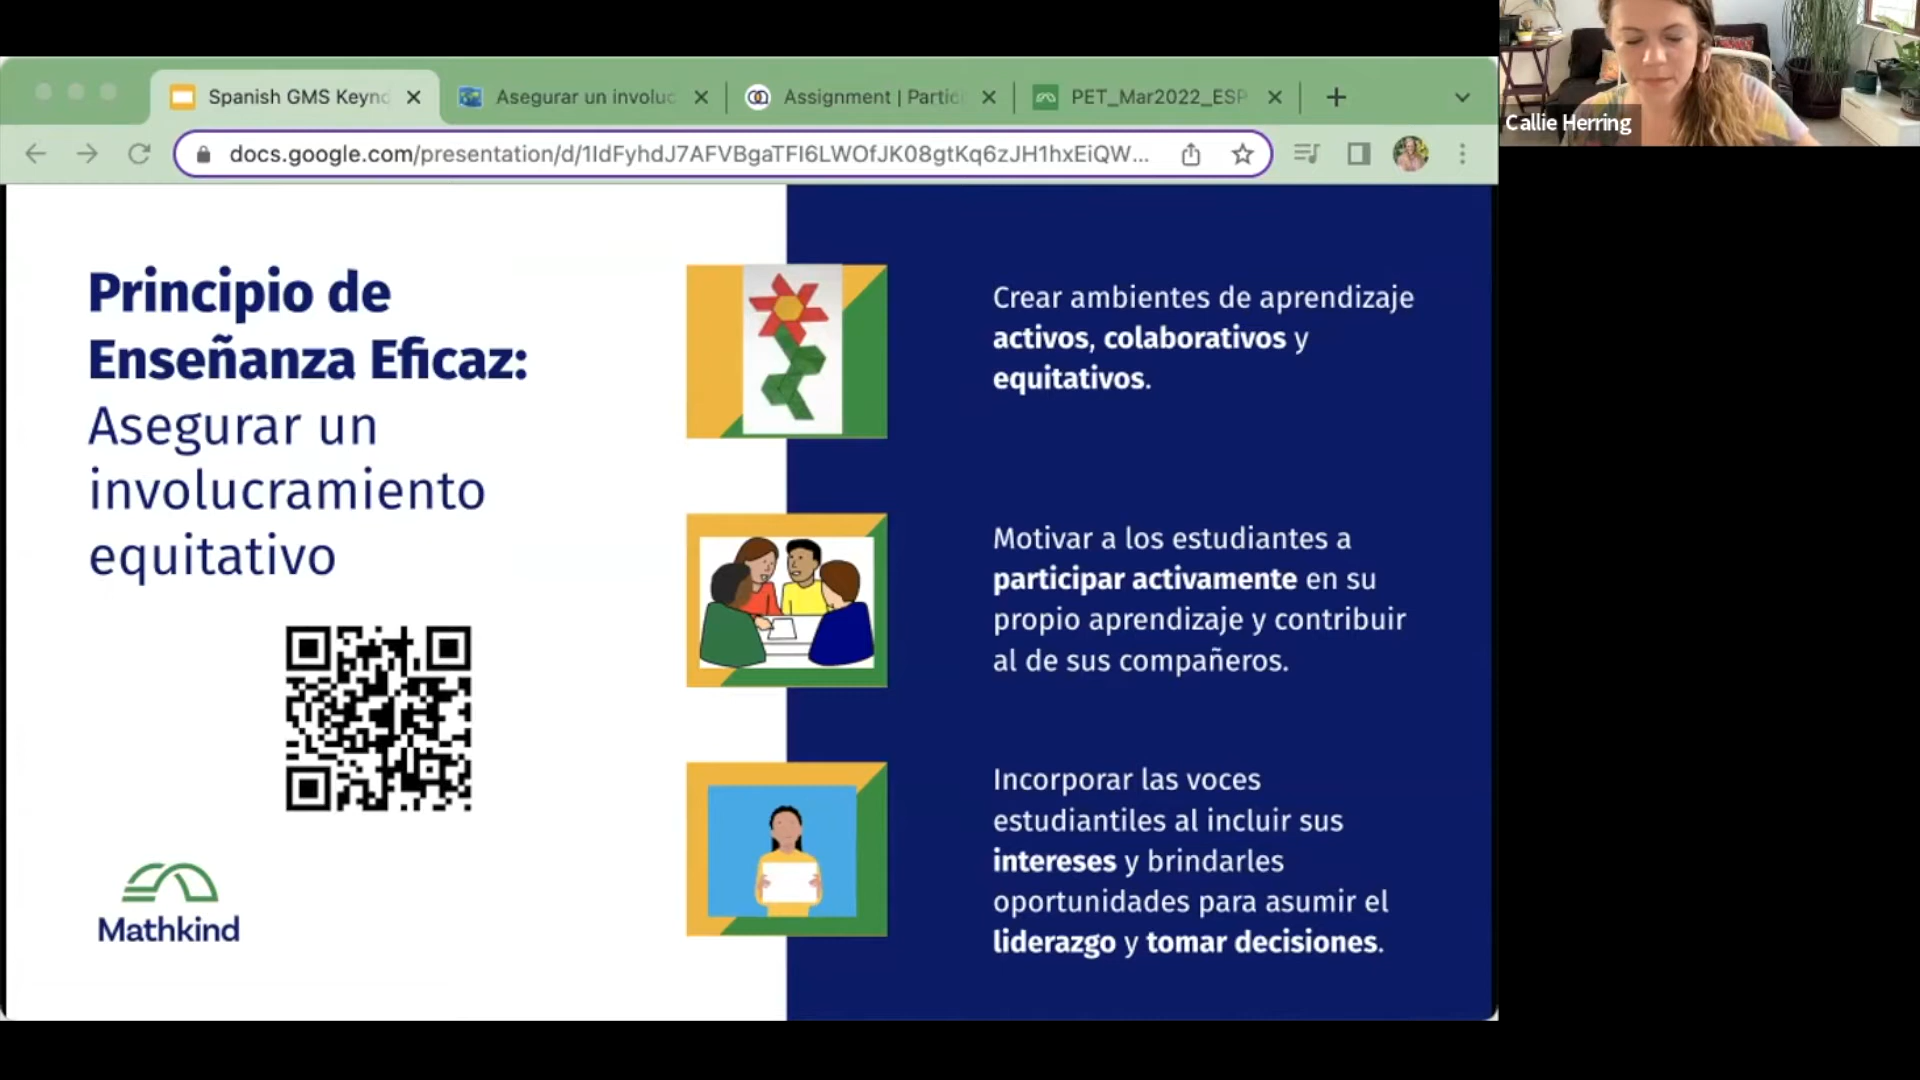 Spanish GMS Keyno
Asegurar un involuc
Assignment | Partic
PET_Mar2022_ESP
docs.google.com/presentation/d/1IdFyhdJ7AFVBgaTFI6LWOfJK08gtKq6zJH1hxEiQW...
Callie Herring
Principio de
Enseñanza Eficaz:
Asegurar un
involucramiento
equitativo
Mathkind
Crear ambientes de aprendizaje
activos, colaborativos y
equitativos.
Motivar a los estudiantes a
participar activamente en su
propio aprendizaje y contribuir
al de sus compañeros.
Incorporar las voces
estudiantiles al incluir sus
intereses y brindarles
oportunidades para asumir el
liderazgo y tomar decisiones.